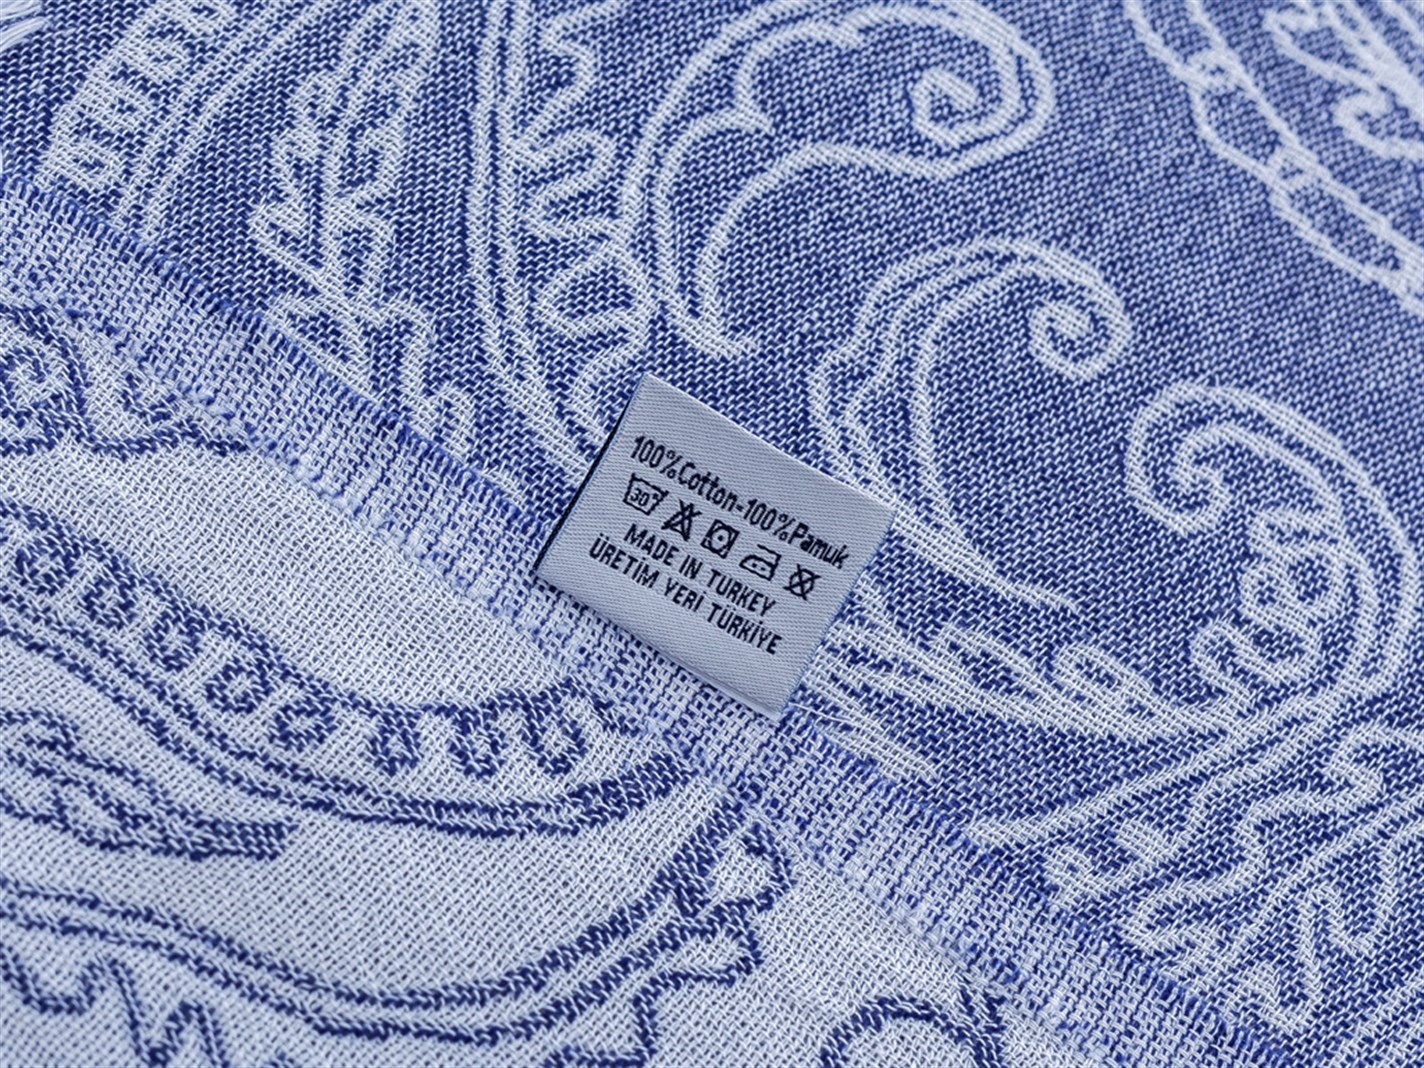 100%Cotton=100%Pamuk
30
MADE IN TURKEY
ÜRETİM YERİ TÜRKİYE